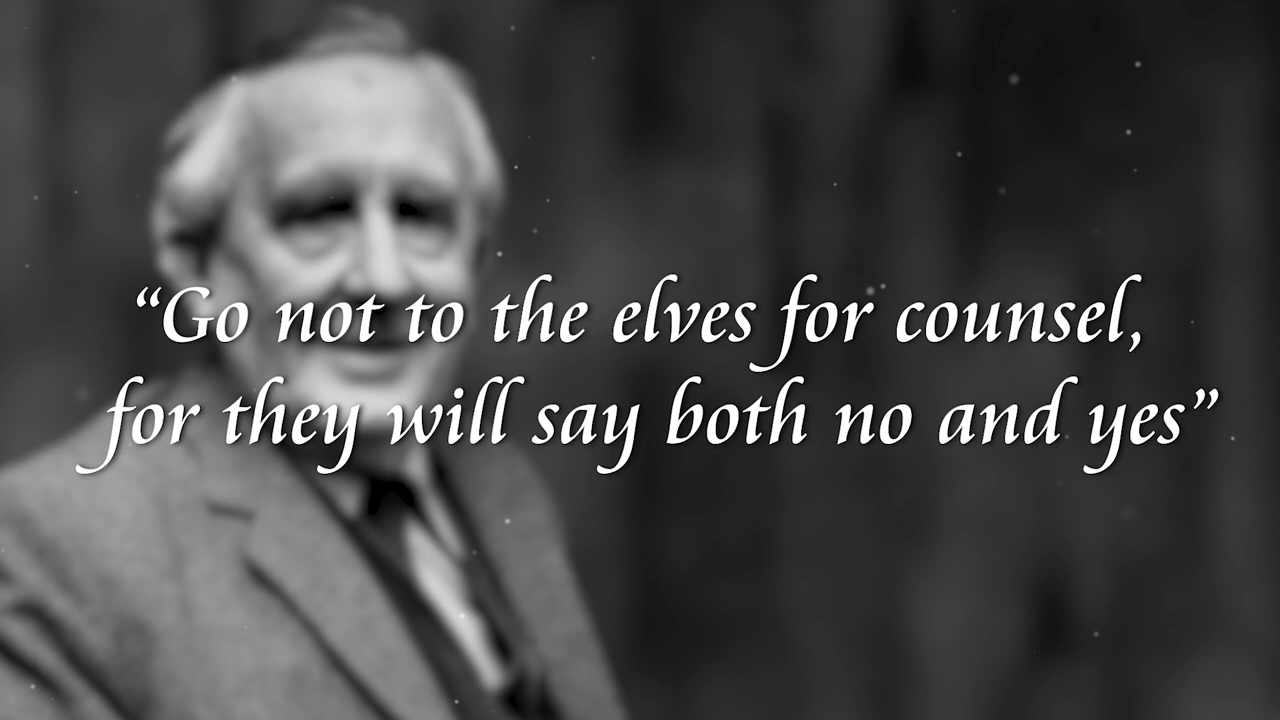 “Go not to the elves for counsel,
for they will say both no and yes”